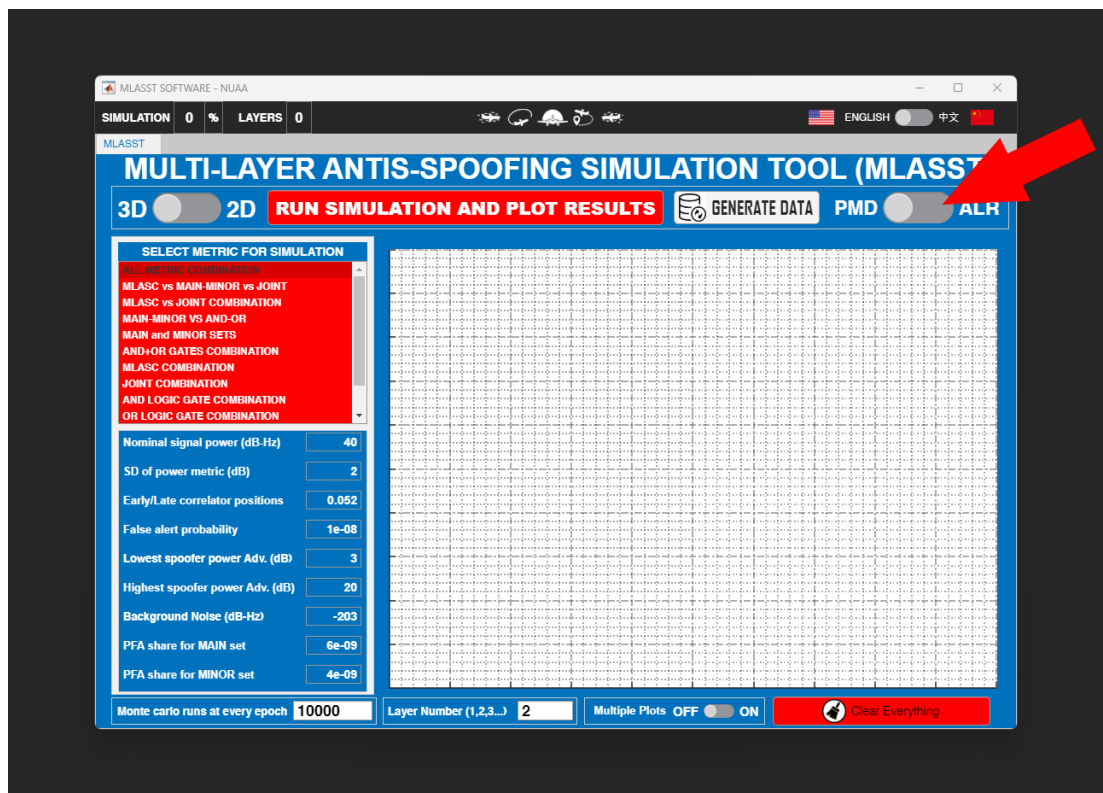 MLASST SOFTWARE - NUAA
SIMULATION 0 % LAYERS 0 ENGLISH 中文
MLASST
MULTI-LAYER ANTIS-SPOOFING SIMULATION TOOL (MLASST
3D 2D RUN SIMULATION AND PLOT RESULTS GENERATE DATA PMD ALR
SELECT METRIC FOR SIMULATION
ALL METRIC COMBINATION
MLASC vs MAIN-MINOR vs JOINT
MLASC vs JOINT COMBINATION
MAIN-MINOR VS AND-OR
MAIN and MINOR SETS
AND+OR GATES COMBINATION
MLASC COMBINATION
JOINT COMBINATION
AND LOGIC GATE COMBINATION
OR LOGIC GATE COMBINATION
Nominal signal power (dB-Hz) 40
SD of power metric (dB) 2
Early/Late correlator positions 0.052
False alert probability 1e-08
Lowest spoofer power Adv. (dB) 3
Highest spoofer power Adv. (dB) 20
Background Noise (dB-Hz) -203
PFA share for MAIN set 6e-09
PFA share for MINOR set 4e-09
Monte carlo runs at every epoch 10000 Layer Number (1,2,3...) 2 Multiple Plots OFF ON Clear Everything